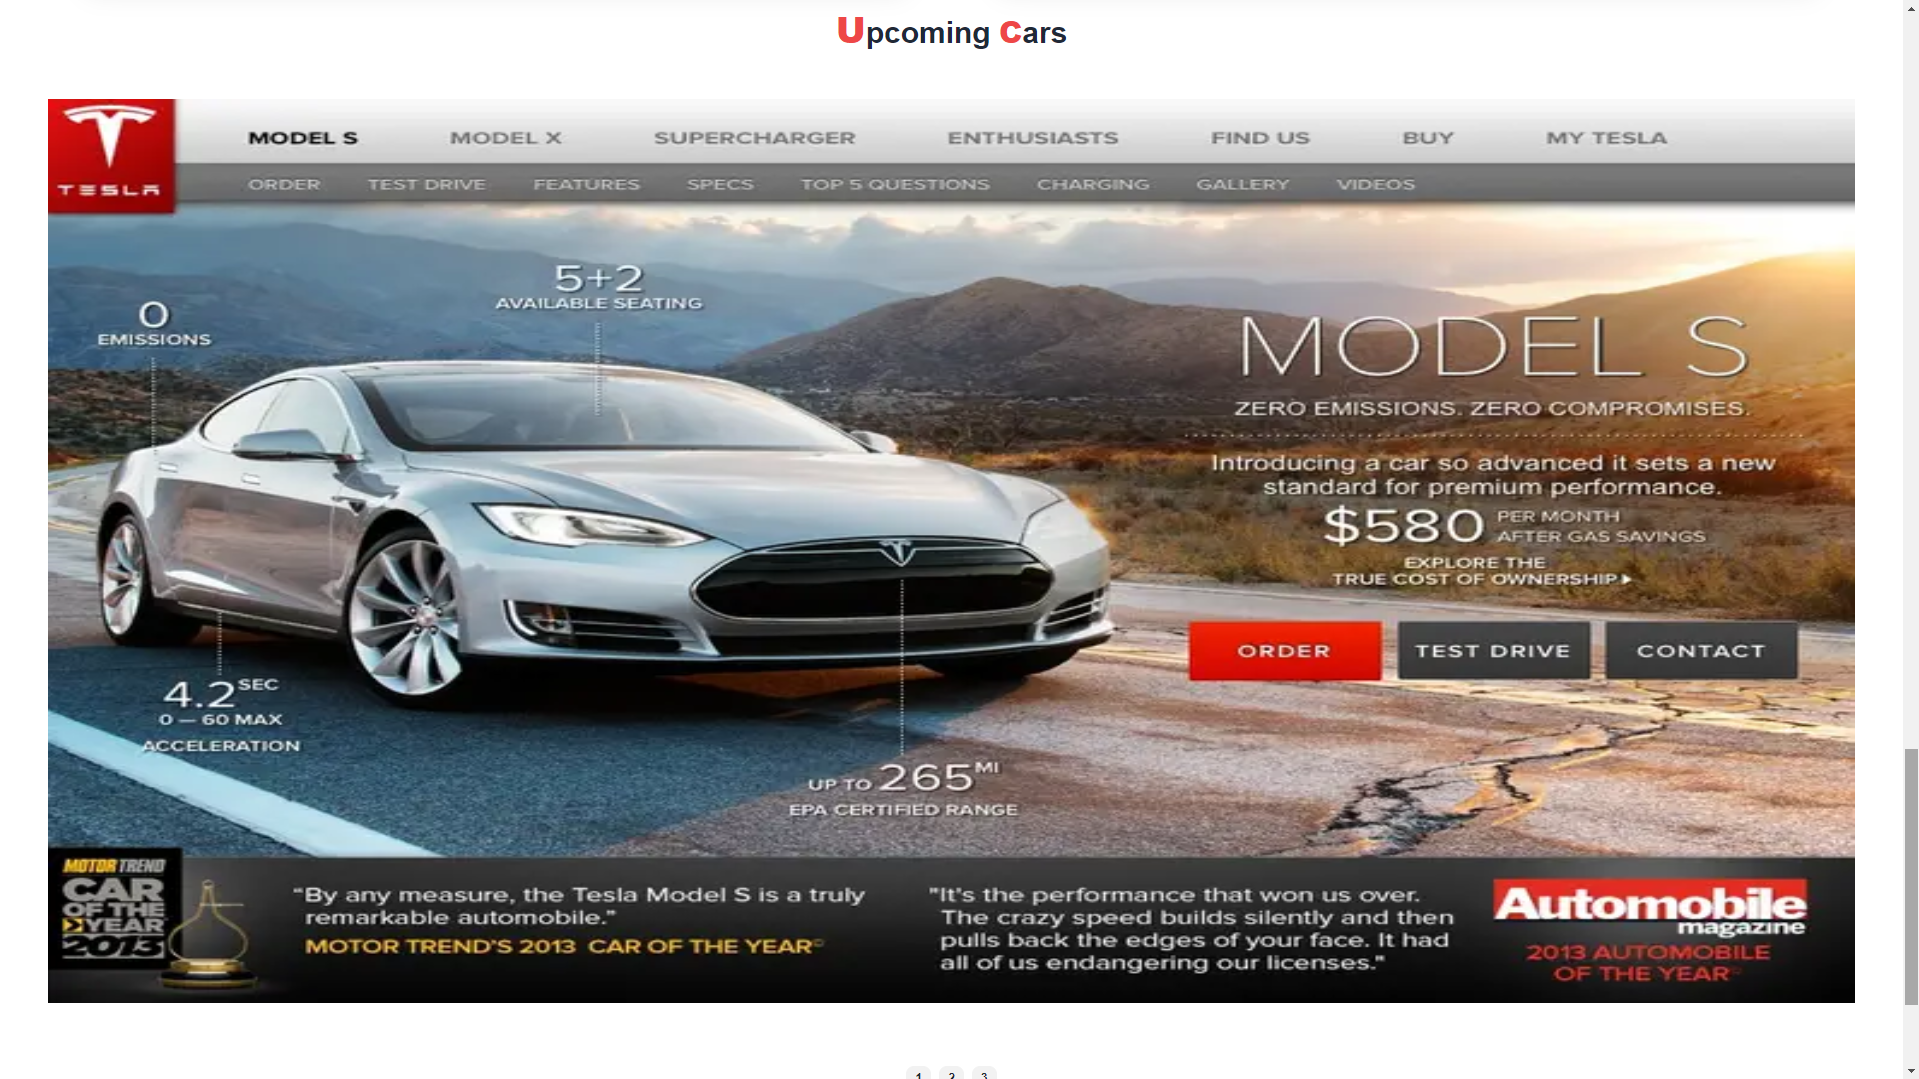 Upcoming Cars
TESLA
MODEL S MODEL X SUPERCHARGER ENTHUSIASTS FIND US BUY MY TESLA
ORDER TEST DRIVE FEATURES SPECS TOP 5 QUESTIONS CHARGING GALLERY VIDEOS
0
EMISSIONS
5+2
AVAILABLE SEATING
MODEL S
ZERO EMISSIONS. ZERO COMPROMISES.
Introducing a car so advanced it sets a new
standard for premium performance.
$580 PER MONTH
AFTER GAS SAVINGS
EXPLORE THE
TRUE COST OF OWNERSHIP
ORDER TEST DRIVE CONTACT
4.2 SEC
0 — 60 MAX
ACCELERATION
UP TO 265 MI
EPA CERTIFIED RANGE
MOTOR TREND
CAR
OF THE
YEAR
2013
“By any measure, the Tesla Model S is a truly
remarkable automobile.”
MOTOR TREND'S 2013 CAR OF THE YEAR©
"It's the performance that won us over.
The crazy speed builds silently and then
pulls back the edges of your face. It had
all of us endangering our licenses."
Automobile
magazine
2013 AUTOMOBILE
OF THE YEAR©
1 2 3